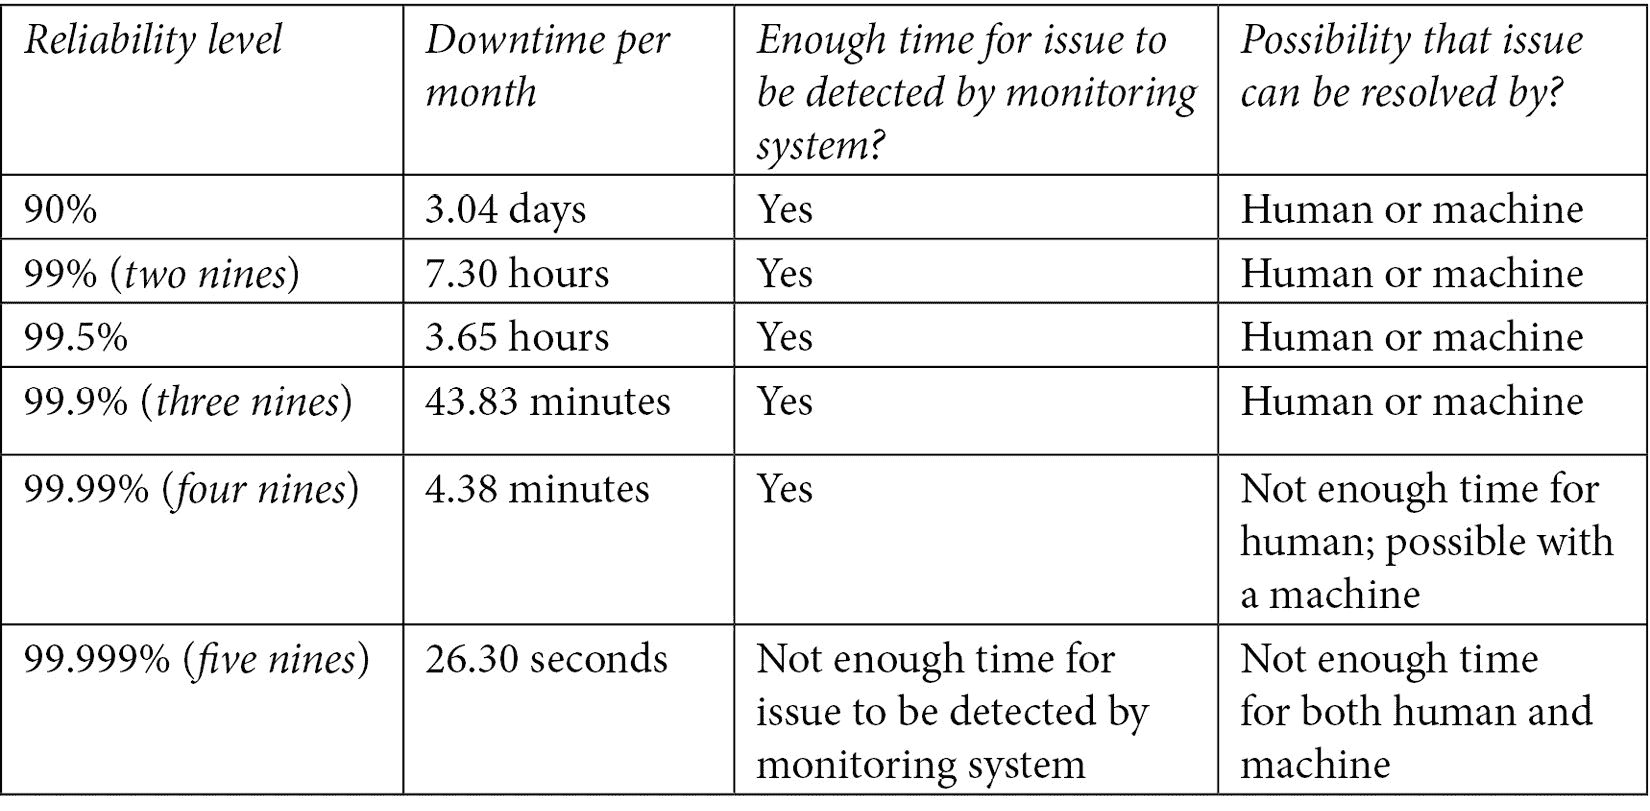 Reliability level
Downtime per
month
Enough time for issue to
be detected by monitoring
system?
Possibility that issue
can be resolved by?
90%
3.04 days
Yes
Human or machine
99% (two nines)
7.30 hours
Yes
Human or machine
99.5%
3.65 hours
Yes
Human or machine
99.9% (three nines)
43.83 minutes
Yes
Human or machine
99.99% (four nines)
4.38 minutes
Yes
Not enough time for
human; possible with
a machine
99.999% (five nines)
26.30 seconds
Not enough time for
issue to be detected by
monitoring system
Not enough time
for both human and
machine